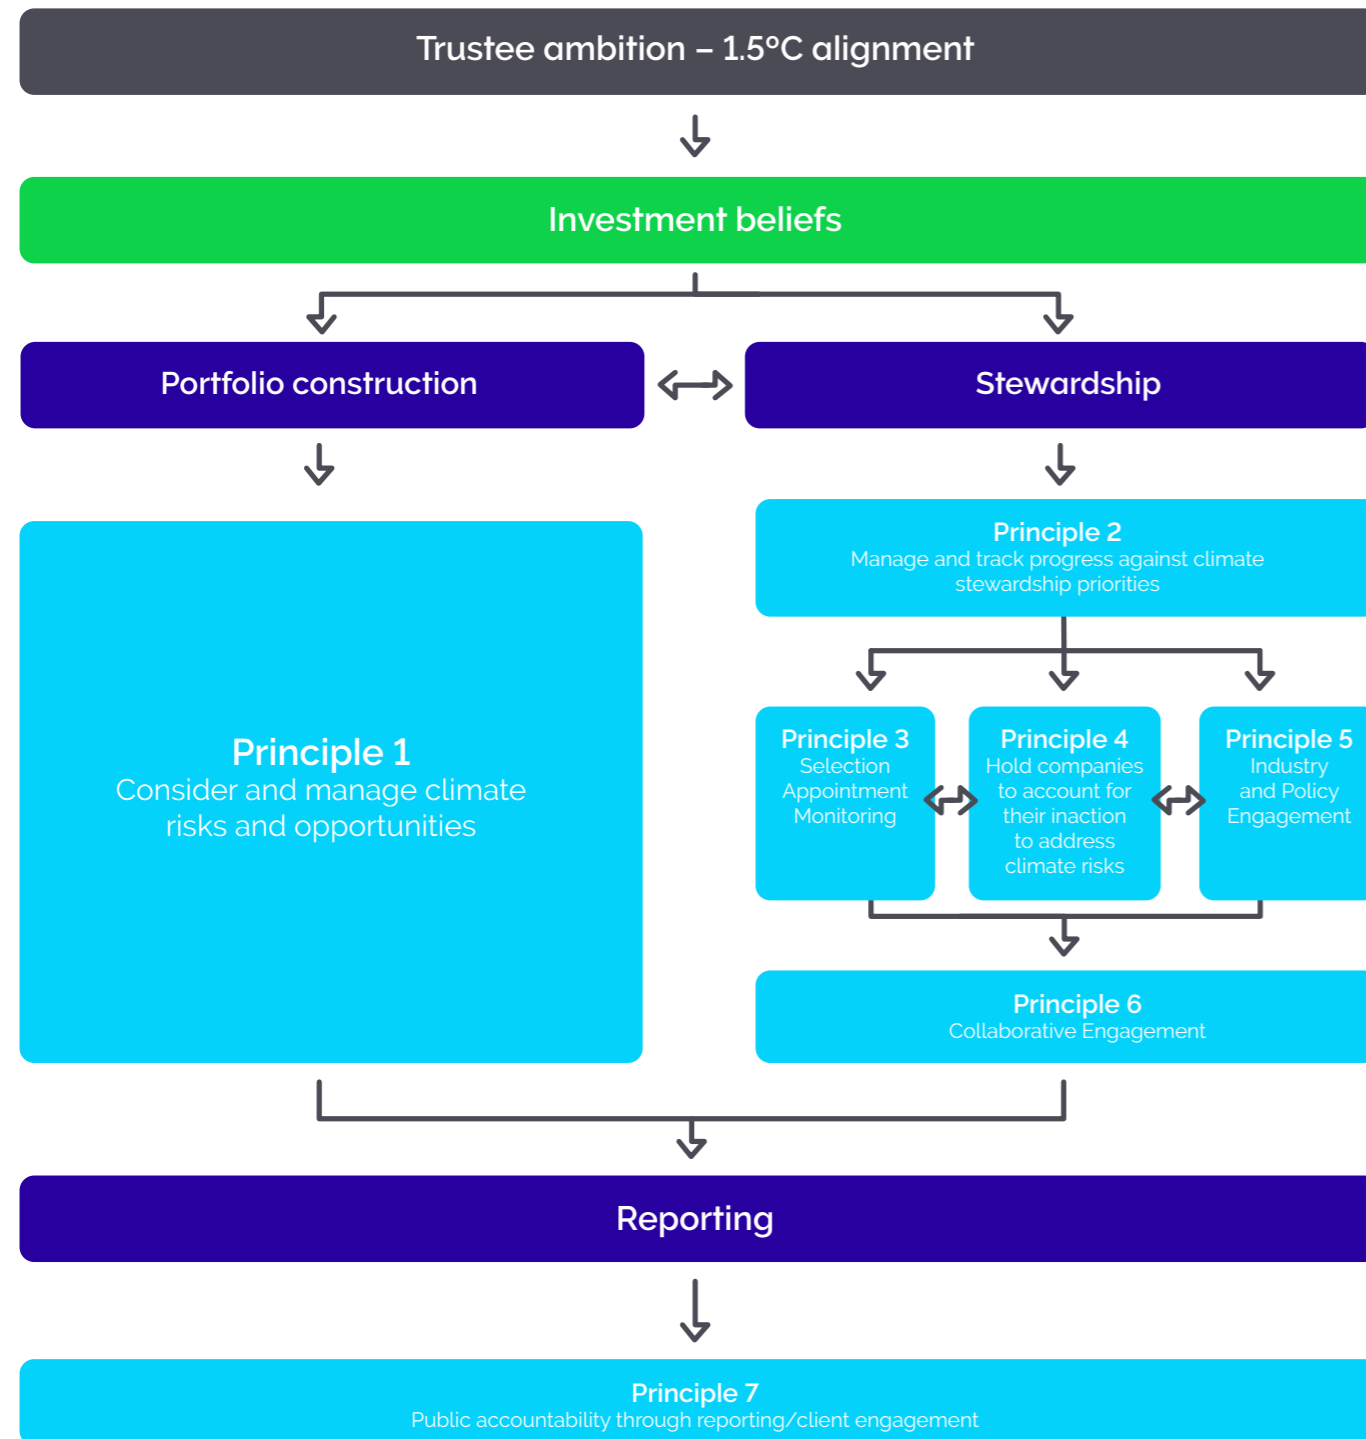 Trustee ambition – 1.5°C alignment
Investment beliefs
Portfolio construction
Stewardship
Principle 1
Consider and manage climate
risks and opportunities
Principle 2
Manage and track progress against climate
stewardship priorities
Principle 3
Selection
Appointment
Monitoring
Principle 4
Hold companies
to account for
their inaction
to address
climate risks
Principle 5
Industry
and Policy
Engagement
Principle 6
Collaborative Engagement
Reporting
Principle 7
Public accountability through reporting/client engagement